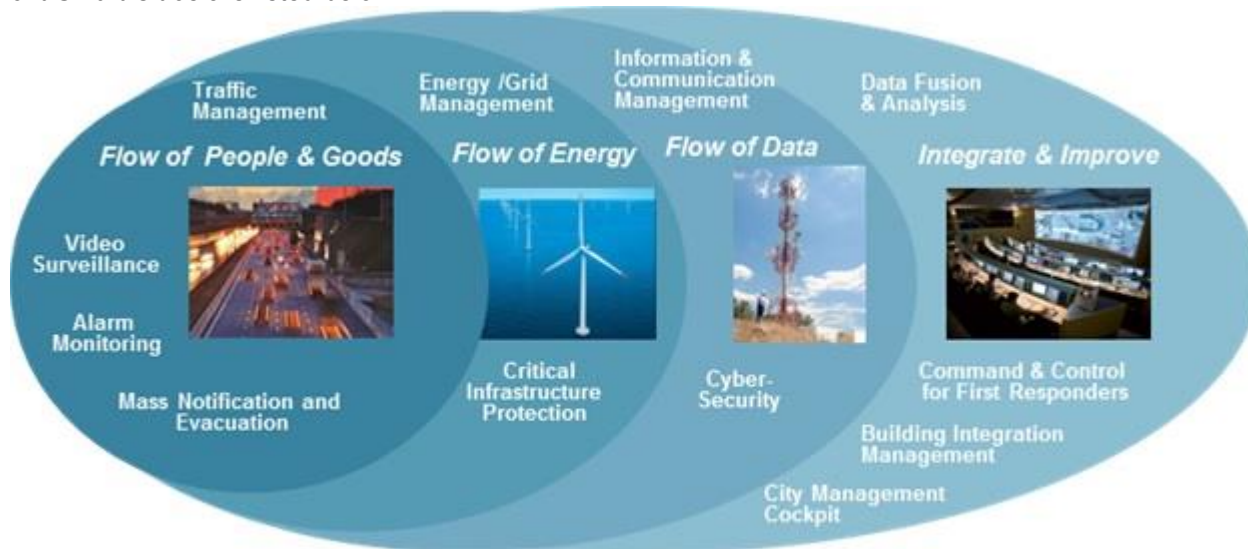 Traffic
Management
Flow of People & Goods
Video
Surveillance
Alarm
Monitoring
Mass Notification and
Evacuation
Energy /Grid
Management
Flow of Energy
Critical
Infrastructure
Protection
Information &
Communication
Management
Flow of Data
Cyber-
Security
Data Fusion
& Analysis
Integrate & Improve
Command & Control
for First Responders
Building Integration
Management
City Management
Cockpit